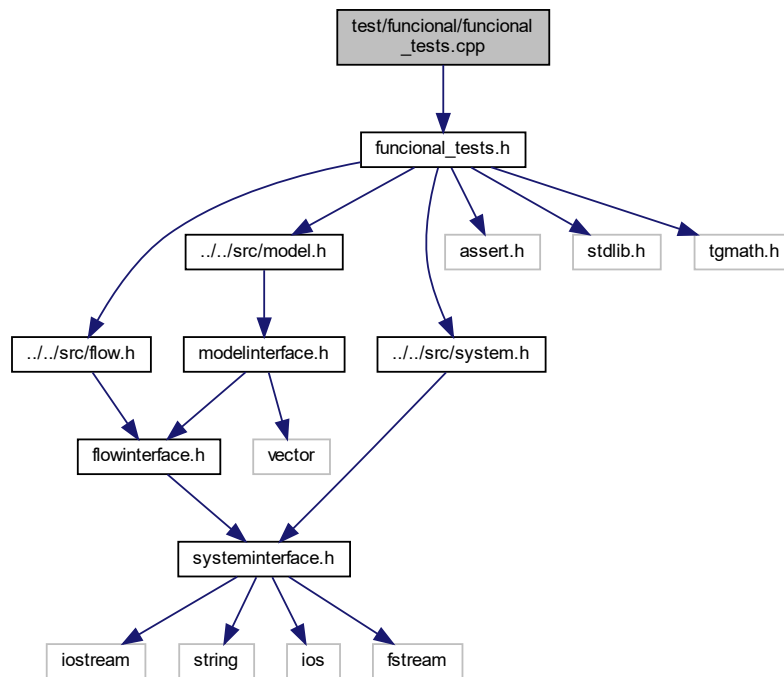 test/funcional/funcional
_tests.cpp
funcional_tests.h
../../src/model.h
assert.h
stdlib.h
tgmath.h
../../src/flow.h
modelinterface.h
../../src/system.h
flowinterface.h
vector
systeminterface.h
iostream
string
ios
fstream